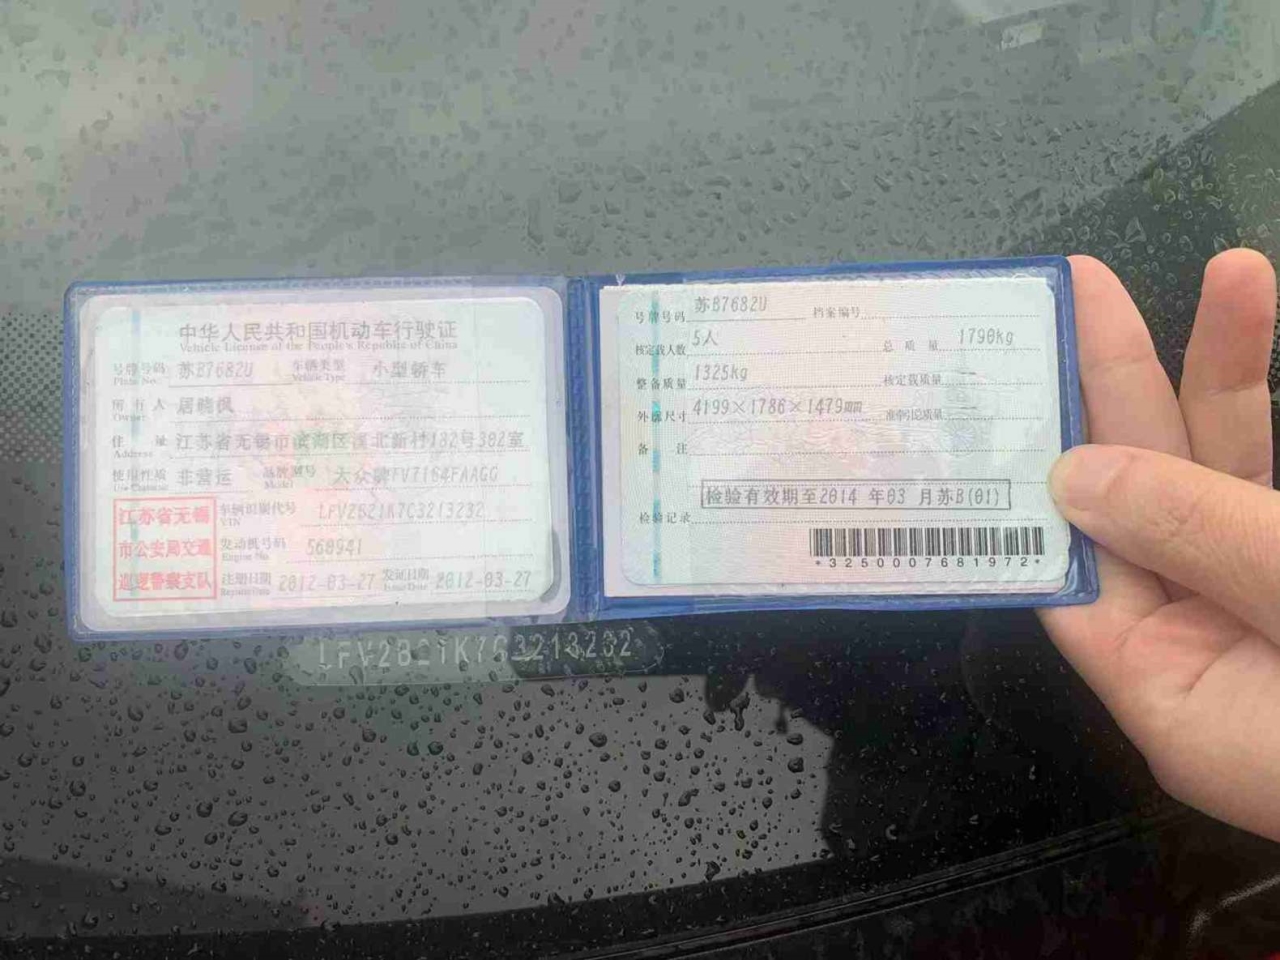 中华人民共和国机动车行驶证
Vehicle License of the People's Republic of China
号牌号码 苏B7682U 车辆类型 小型轿车
Plate No. Vehicle Type
所有人 居晓枫
Owner
住址 江苏省无锡市滨湖区溪北新村182号302室
Address
使用性质 非营运 品牌型号 大众牌FV7164FAAGG
Use Character Model
江苏省无锡
市公安局交通
巡逻警察支队
车辆识别代号 LFV2B21K7C3213232
VIN
发动机号码 560941
Engine No.
注册日期 2012-03-27 发证日期 2012-03-27
Register Date Issue Date
号牌号码 苏B7682U 档案编号
核定载人数 5人 总质量 1790kg
整备质量 1325kg 核定载质量
外廓尺寸 4199×1786×1479mm 准牵引总质量
备注
检验有效期至2014 年03 月苏B(01)
检验记录
*3250007681972*
LFV2B21K7C3213232